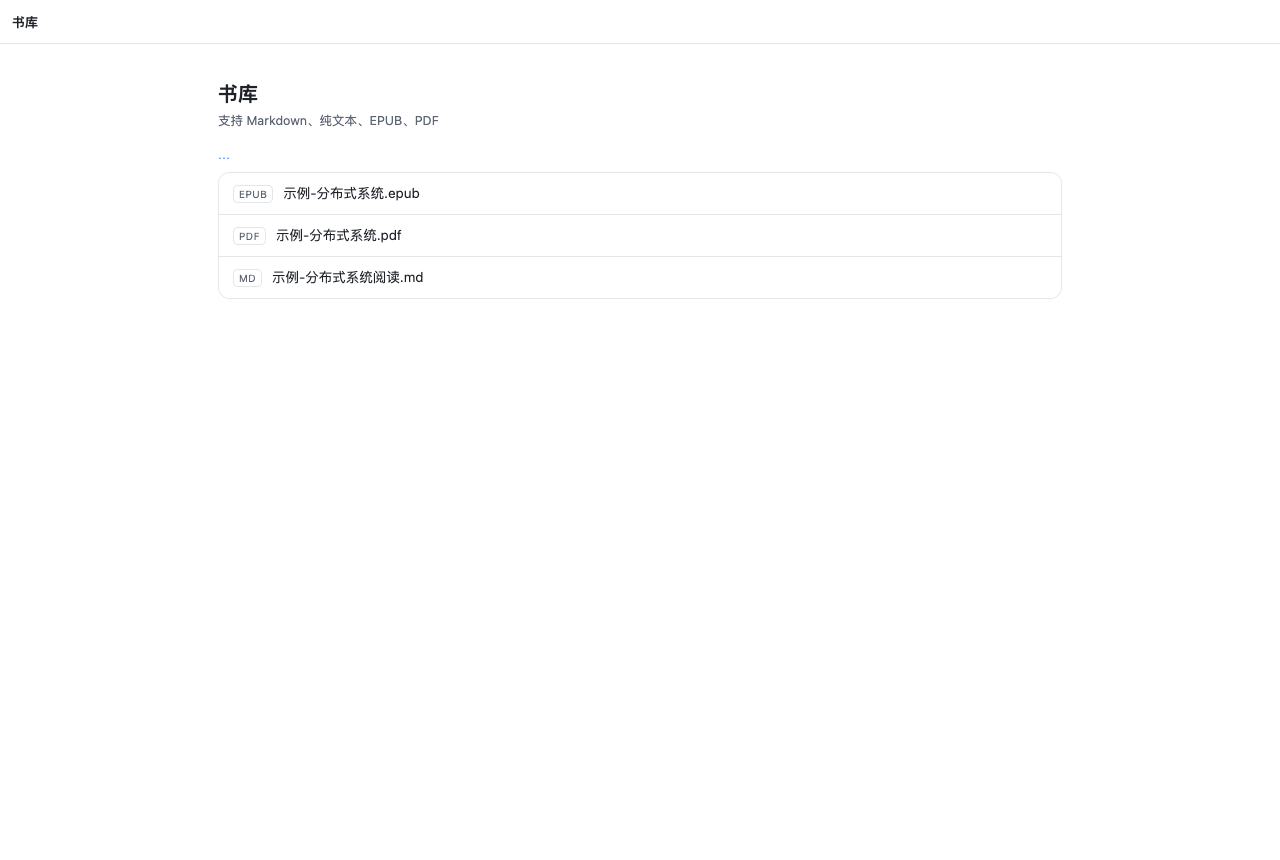 书库
书库
支持 Markdown、纯文本、EPUB、PDF
...
EPUB 示例-分布式系统.epub
PDF 示例-分布式系统.pdf
MD 示例-分布式系统阅读.md